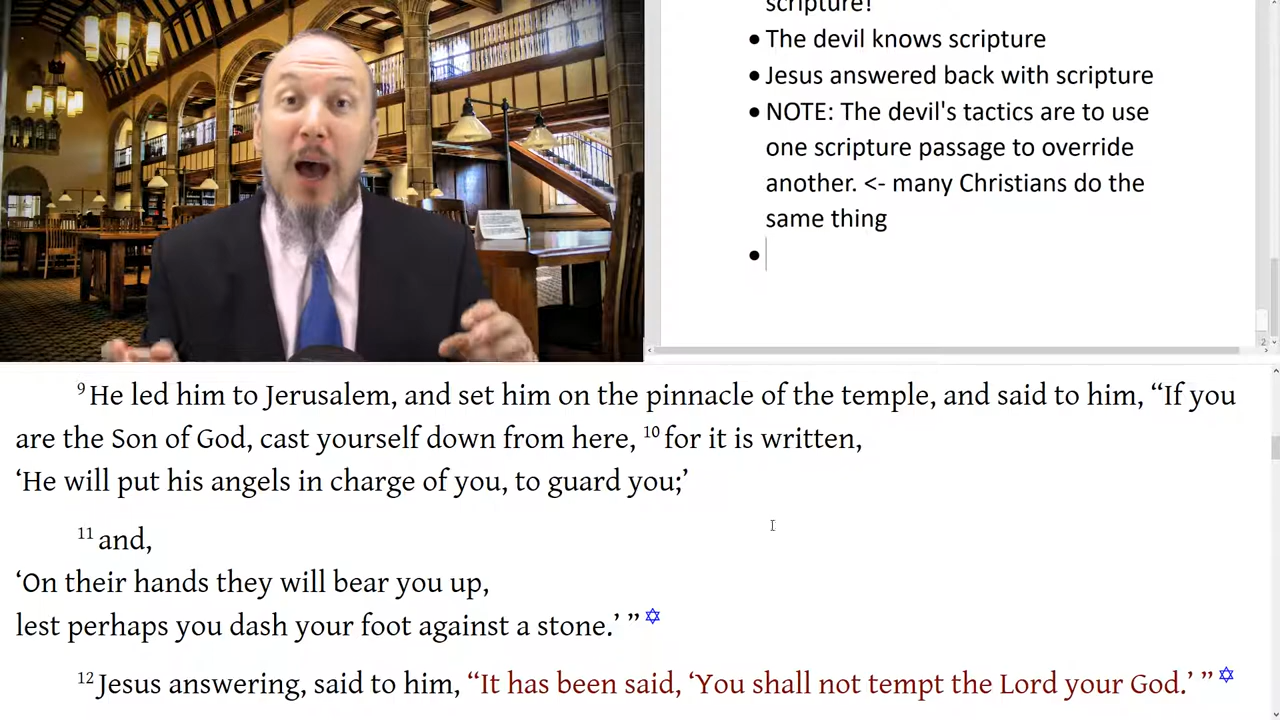 scripture!
• The devil knows scripture
• Jesus answered back with scripture
• NOTE: The devil's tactics are to use
one scripture passage to override
another. <- many Christians do the
same thing
•
2
9 He led him to Jerusalem, and set him on the pinnacle of the temple, and said to him, “If you
are the Son of God, cast yourself down from here, 10 for it is written,
‘He will put his angels in charge of you, to guard you;’
11 and,
‘On their hands they will bear you up,
lest perhaps you dash your foot against a stone.’ ” ✡
12 Jesus answering, said to him, “It has been said, ‘You shall not tempt the Lord your God.’ ” ✡